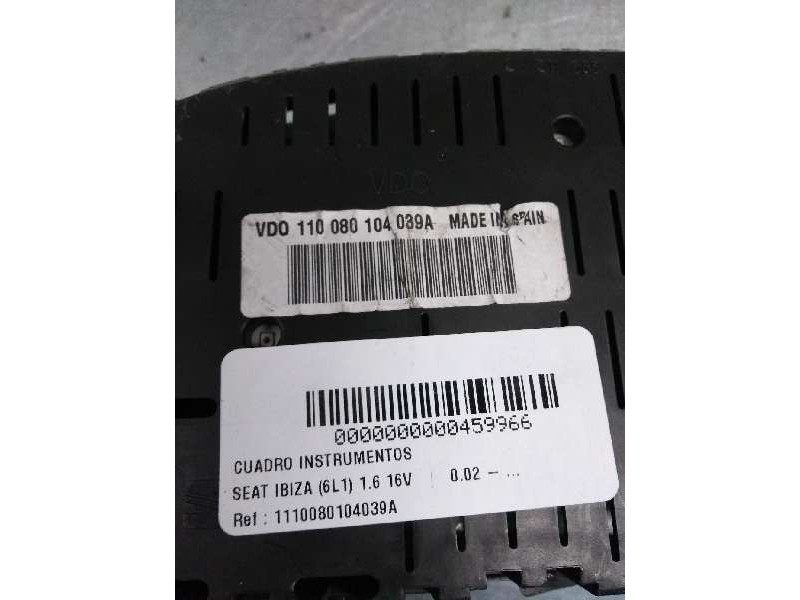 VDO
VDO 110 080 104 039A MADE IN SPAIN
0000000000459966
CUADRO INSTRUMENTOS
SEAT IBIZA (6L1) 1.6 16V | 0.02 - ...
Ref : 1110080104039A